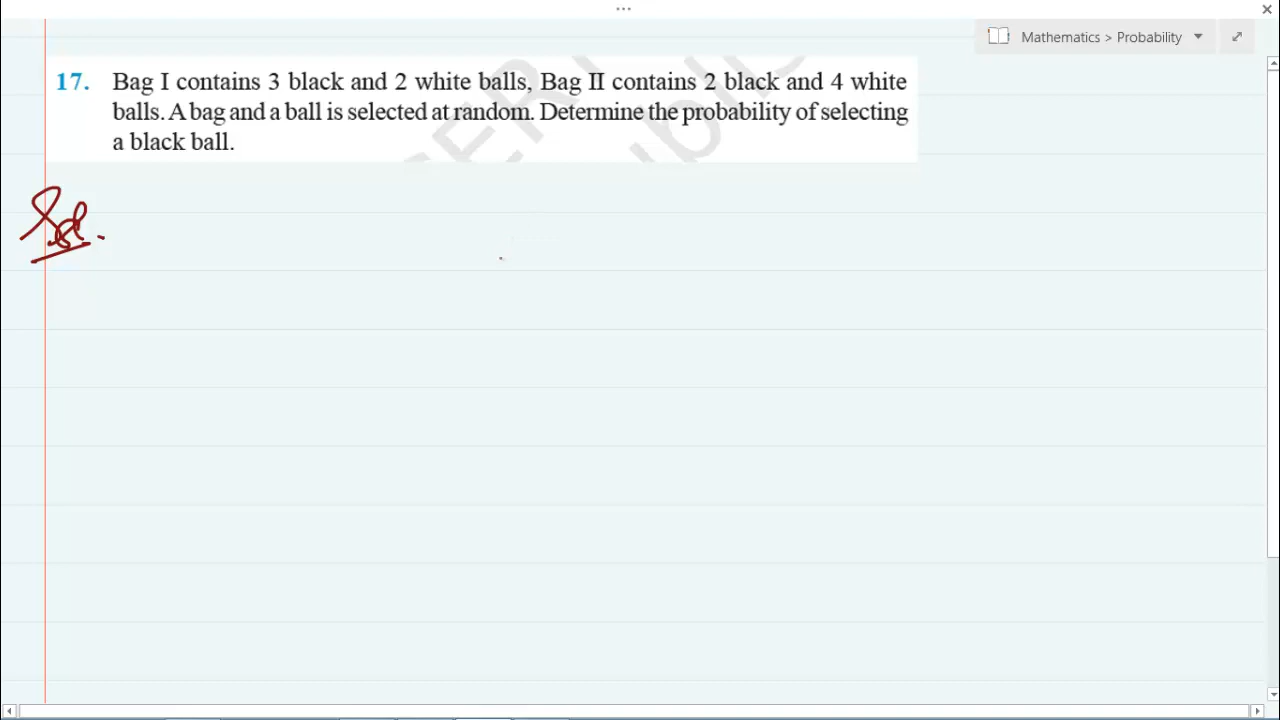 Mathematics > Probability
17. Bag I contains 3 black and 2 white balls, Bag II contains 2 black and 4 white
balls. A bag and a ball is selected at random. Determine the probability of selecting
a black ball.
Sol.